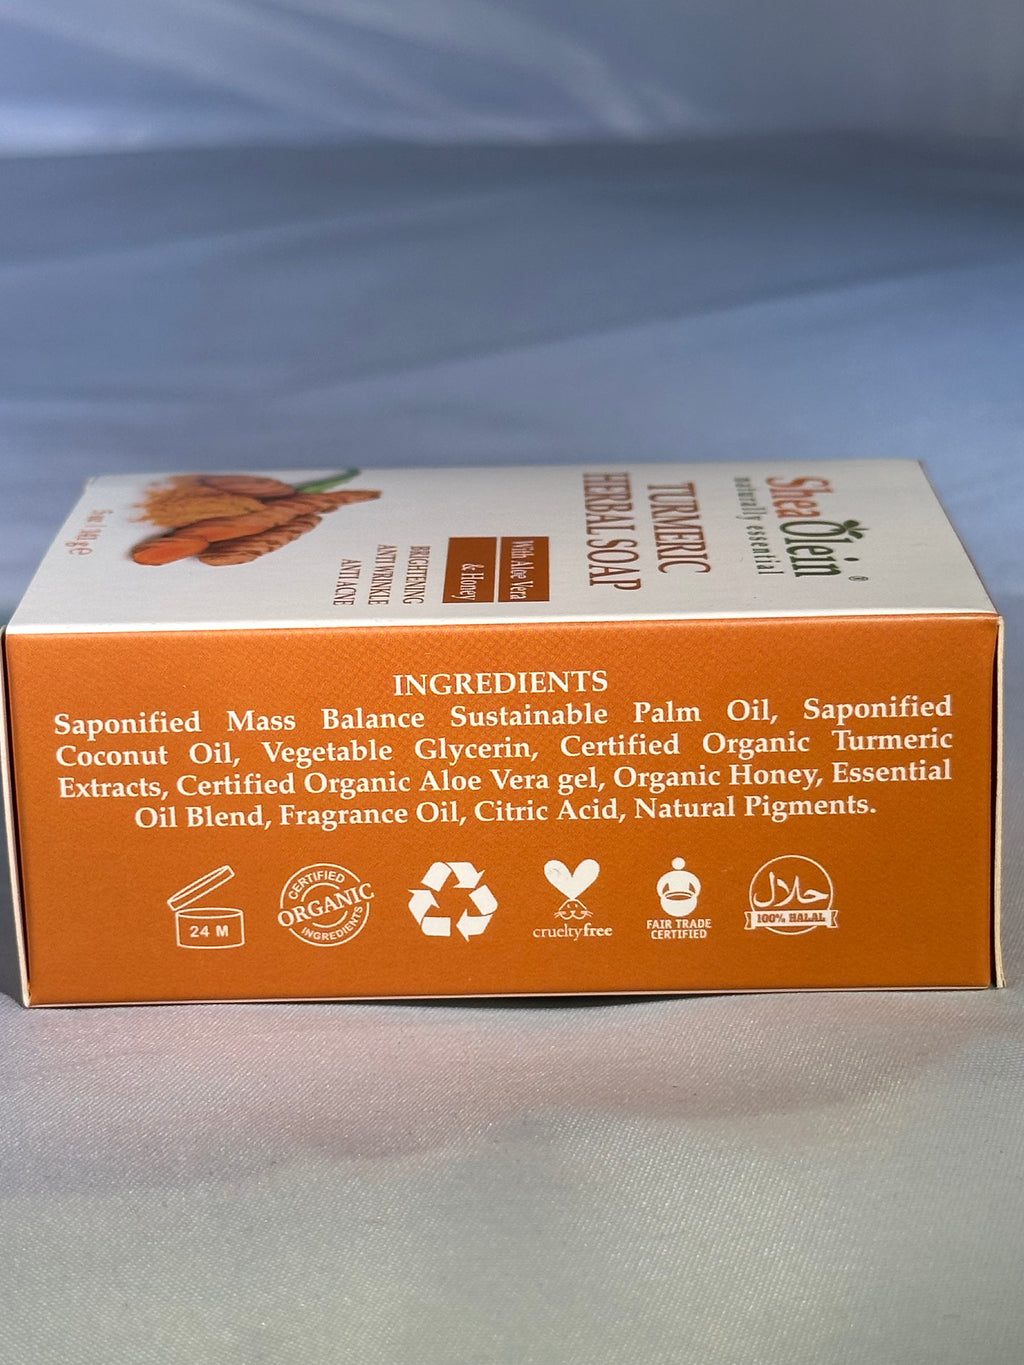 Shea Olein ®
naturally essential
TURMERIC
HERBAL SOAP
With Aloe Vera
& Honey
BRIGHTENING
ANTI WRINKLE
ANTI ACNE
INGREDIENTS
Saponified Mass Balance Sustainable Palm Oil, Saponified
Coconut Oil, Vegetable Glycerin, Certified Organic Turmeric
Extracts, Certified Organic Aloe Vera gel, Organic Honey, Essential
Oil Blend, Fragrance Oil, Citric Acid, Natural Pigments.
24 M
CERTIFIED
ORGANIC
INGREDIENTS
crueltyfree
FAIR TRADE
CERTIFIED
حلال
100% HALAL